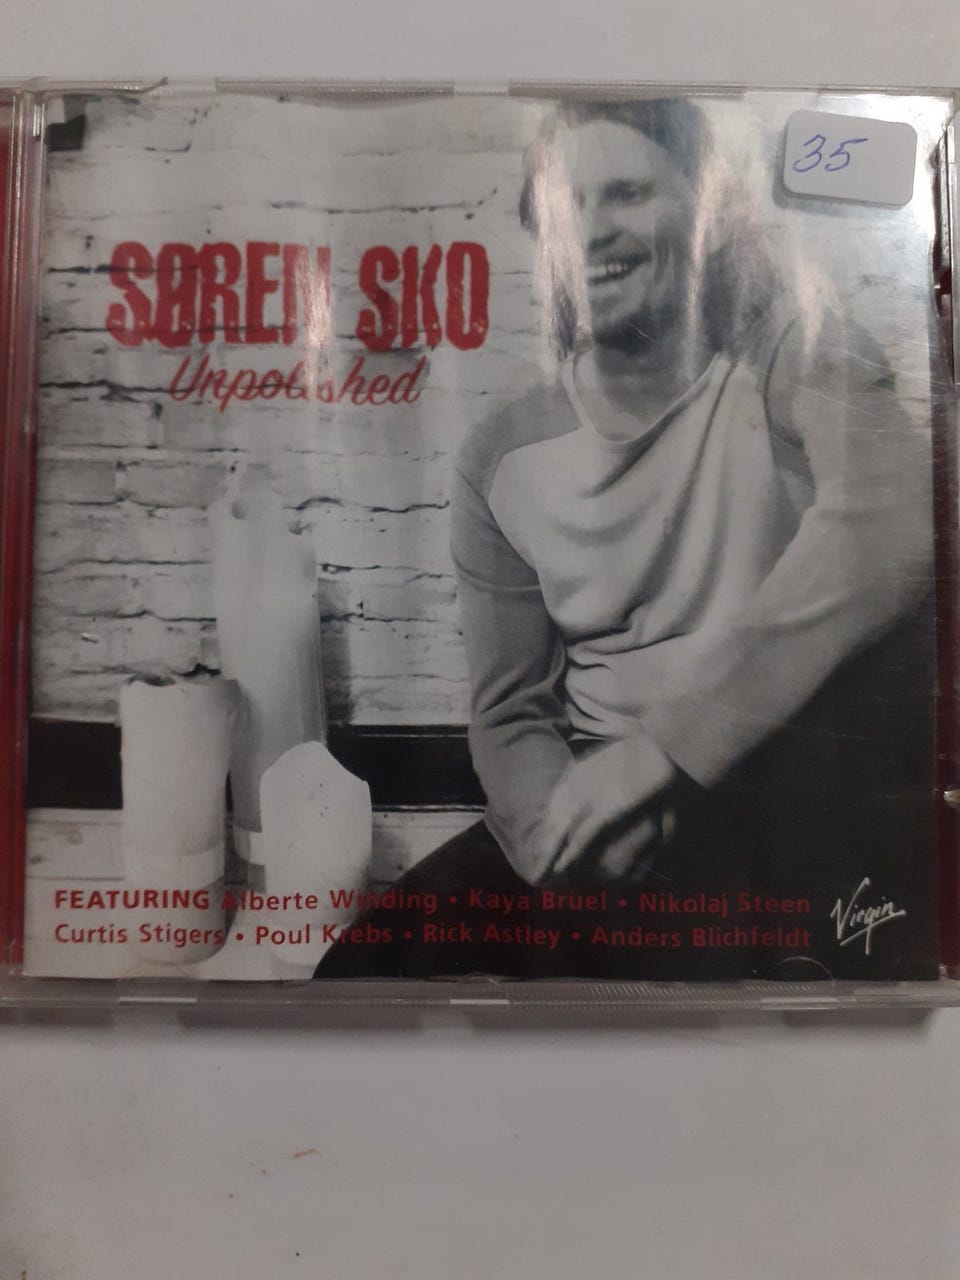 35
SØREN SKO
Unpolished
FEATURING Alberte Winding • Kaya Brüel • Nikolaj Steen
Curtis Stigers • Poul Krebs • Rick Astley • Anders Blichfeldt
Virgin